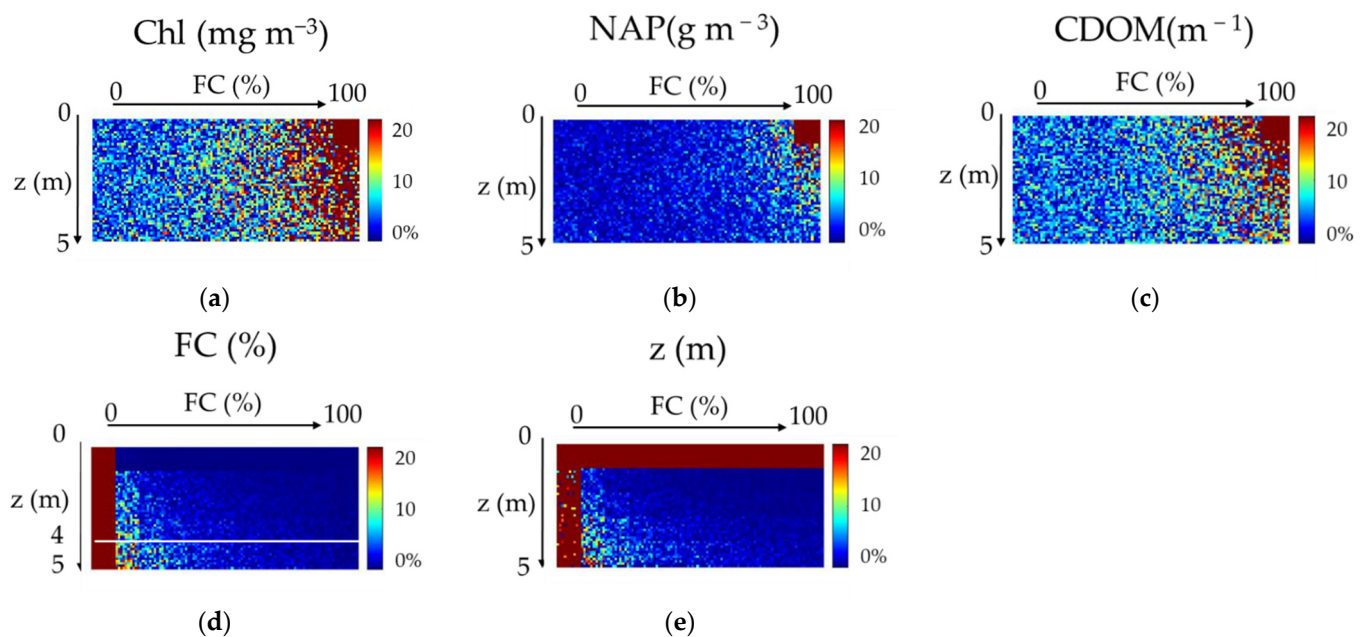 Chl (mg m⁻³)
0 FC (%) 100
0
z (m)
5
20
10
0%
(a)
NAP(g m⁻³)
0 FC (%) 100
0
z (m)
5
20
10
0%
(b)
CDOM(m⁻¹)
0 FC (%) 100
0
z (m)
5
20
10
0%
(c)
FC (%)
0 FC (%) 100
0
z (m)
4
5
20
10
0%
(d)
z (m)
0 FC (%) 100
0
z (m)
5
20
10
0%
(e)